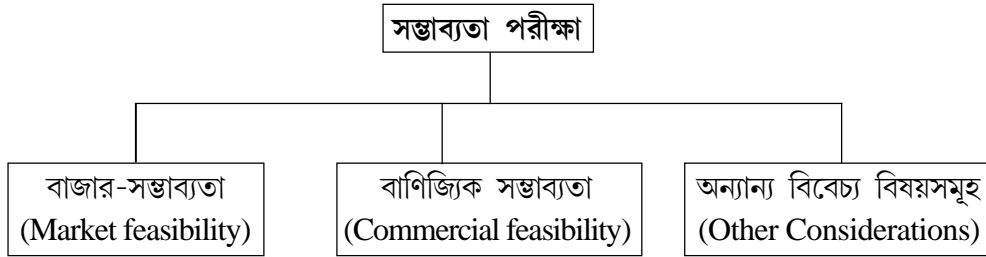 সম্ভাব্যতা পরীক্ষা
বাজার-সম্ভাব্যতা
(Market feasibility)
বাণিজ্যিক সম্ভাব্যতা
(Commercial feasibility)
অন্যান্য বিবেচ্য বিষয়সমূহ
(Other Considerations)